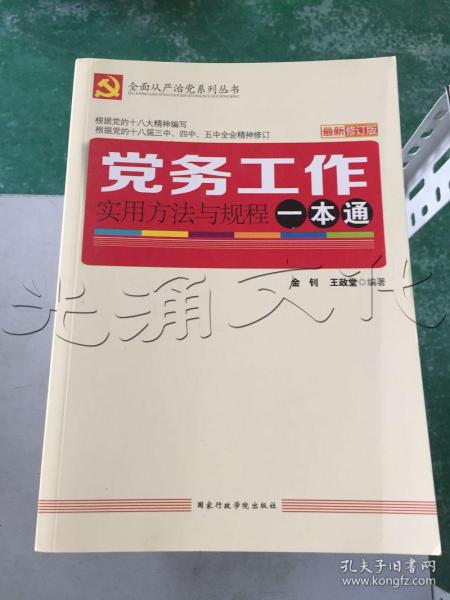 全面从严治党系列丛书
QUANMIANCONGYANZHIDANGXILIECONGSHU
根据党的十八大精神编写
根据党的十八届三中、四中、五中全会精神修订
最新修订版
党务工作
实用方法与规程一本通
金钊 王政堂◎编著
光涌文化
国家行政学院出版社
孔夫子旧书网
www.kongfz.com